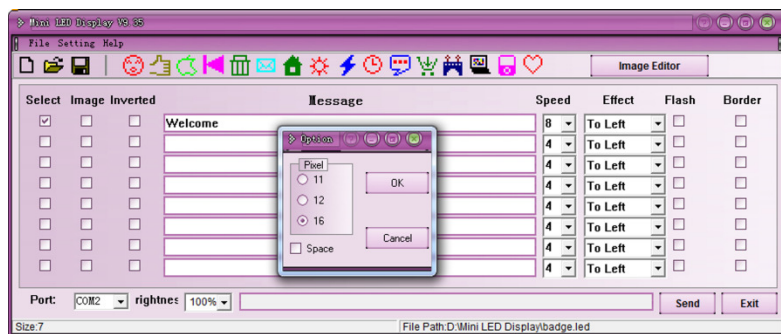 Mini LED Display V9.85
File Setting Help
Image Editor
Select Image Inverted Message Speed Effect Flash Border
Welcome 8 To Left
Option
Pixel
11
12
16
Space
OK
Cancel
4 To Left
4 To Left
4 To Left
4 To Left
4 To Left
4 To Left
4 To Left
Port: COM2 rightnes 100% Send Exit
Size:7 File Path:D:\Mini LED Display\badge.led